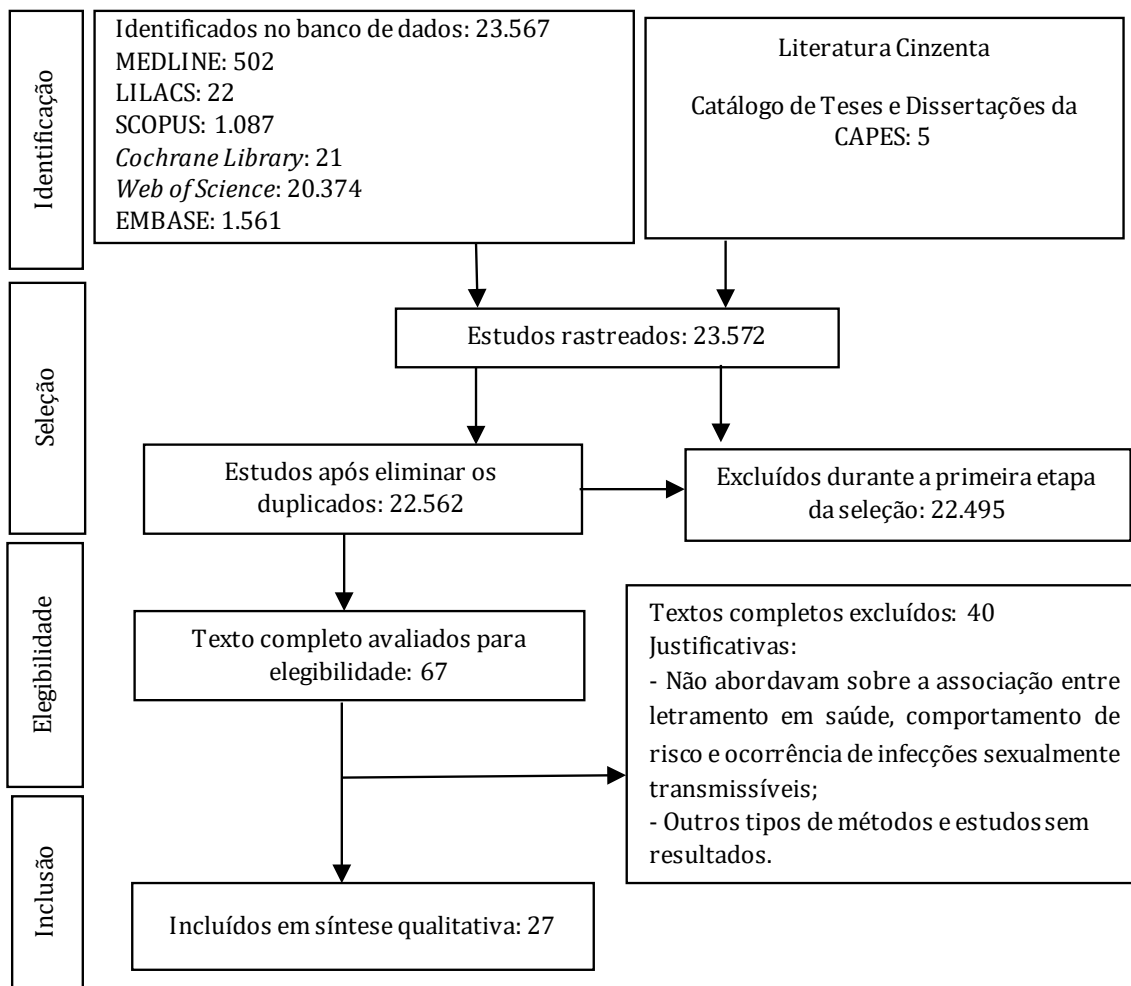 Identificação
Identificados no banco de dados: 23.567
MEDLINE: 502
LILACS: 22
SCOPUS: 1.087
Cochrane Library: 21
Web of Science: 20.374
EMBASE: 1.561
Literatura Cinzenta
Catálogo de Teses e Dissertações da
CAPES: 5
Seleção
Estudos rastreados: 23.572
Estudos após eliminar os
duplicados: 22.562
Excluídos durante a primeira etapa
da seleção: 22.495
Elegibilidade
Texto completo avaliados para
elegibilidade: 67
Textos completos excluídos: 40
Justificativas:
- Não abordavam sobre a associação entre
letramento em saúde, comportamento de
risco e ocorrência de infecções sexualmente
transmissíveis;
- Outros tipos de métodos e estudos sem
resultados.
Inclusão
Incluídos em síntese qualitativa: 27